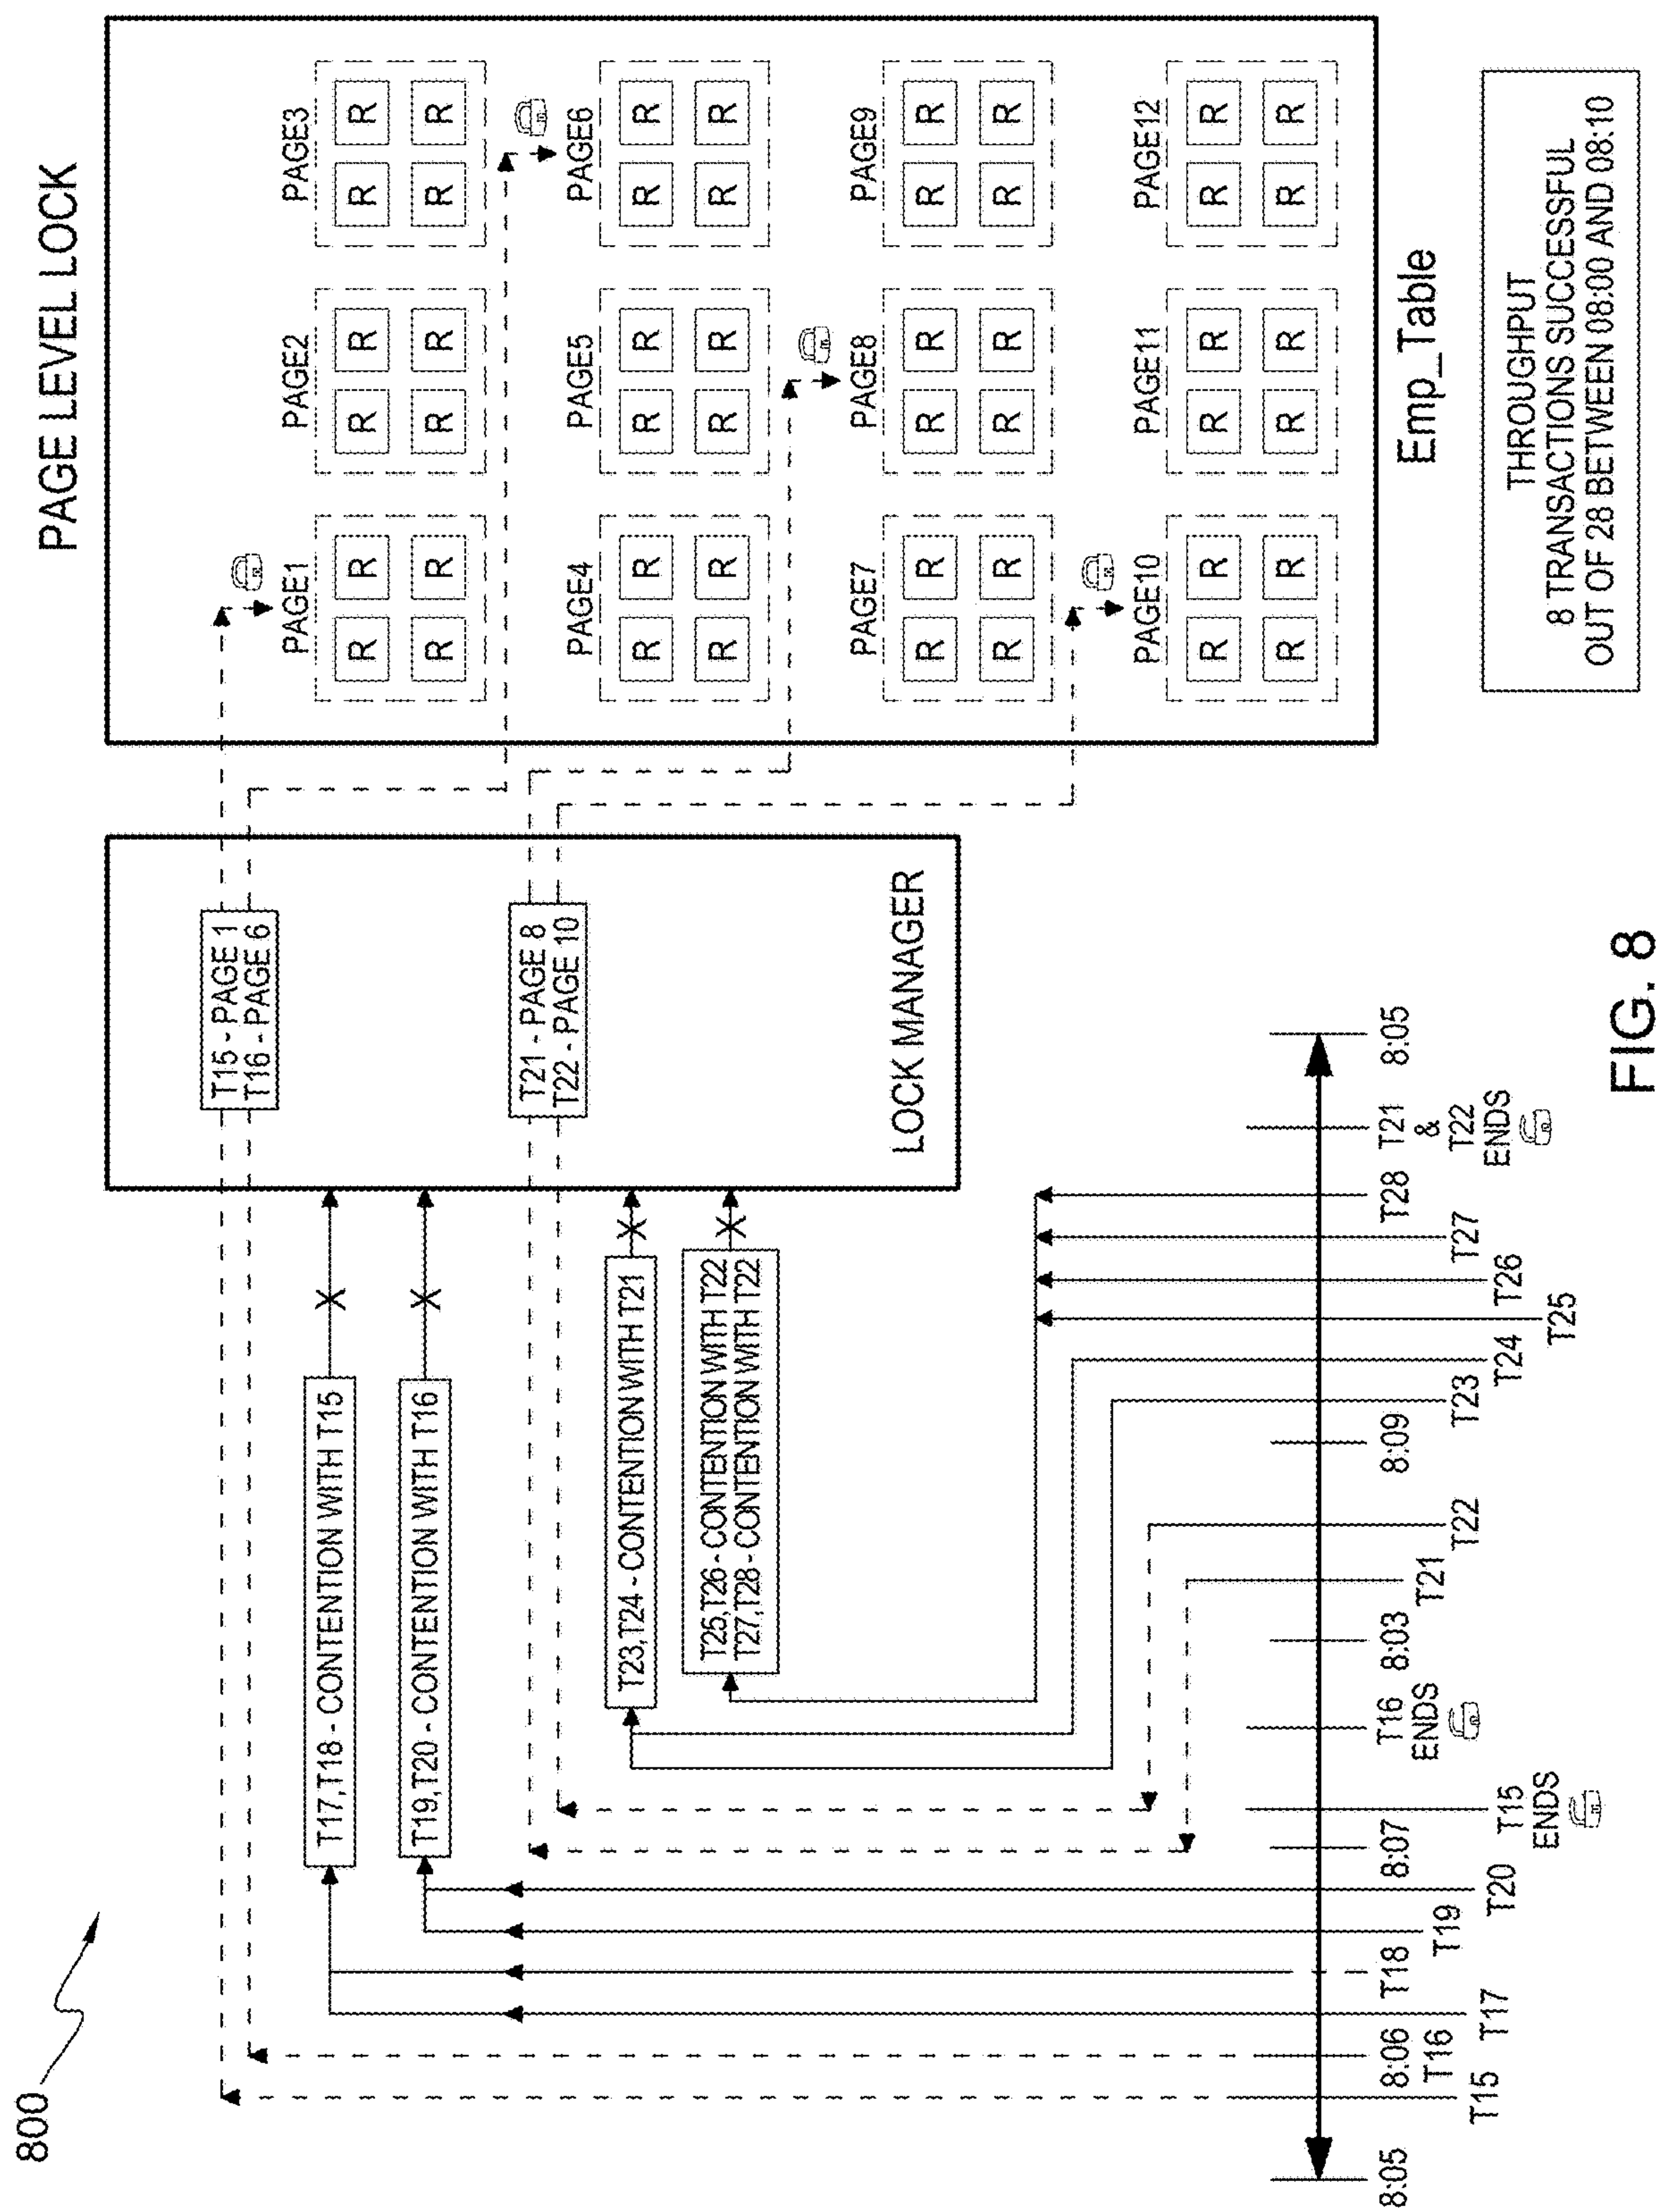 800
PAGE LEVEL LOCK
T15 - PAGE 1
T16 - PAGE 6
T17,T18 - CONTENTION WITH T15
T19,T20 - CONTENTION WITH T16
T21 - PAGE 8
T22 - PAGE 10
T23,T24 - CONTENTION WITH T21
T25,T26 - CONTENTION WITH T22
T27,T28 - CONTENTION WITH T22
LOCK MANAGER
PAGE1
R R
R R
PAGE2
R R
R R
PAGE3
R R
R R
PAGE4
R R
R R
PAGE5
R R
R R
PAGE6
R R
R R
PAGE7
R R
R R
PAGE8
R R
R R
PAGE9
R R
R R
PAGE10
R R
R R
PAGE11
R R
R R
PAGE12
R R
R R
Emp_Table
8:05
T15
8:06
T16
T17
T18
T19
T20
8:07
T15
ENDS
T16
ENDS
8:03
T21
T22
8:09
T23
T24
T25
T26
T27
T28
T21
&
T22
ENDS
8:05
THROUGHPUT
8 TRANSACTIONS SUCCESSFUL
OUT OF 28 BETWEEN 08:00 AND 08:10
FIG. 8